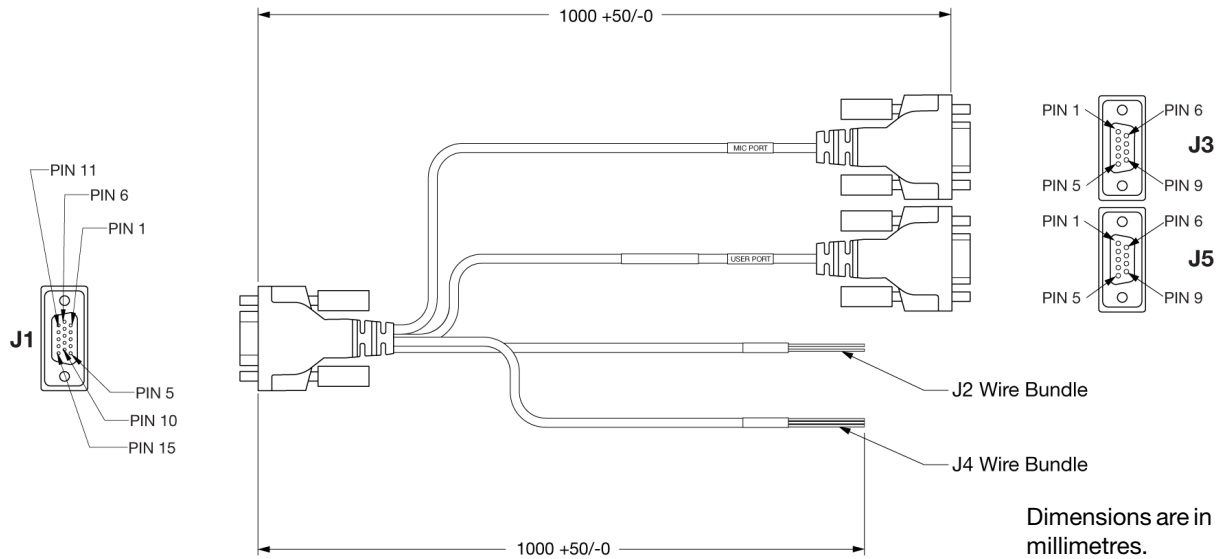 1000 +50/-0
PIN 1
PIN 6
J3
PIN 5
PIN 9
MIC PORT
PIN 11
PIN 6
PIN 1
PIN 1
PIN 6
J5
PIN 5
PIN 9
USER PORT
J1
PIN 5
PIN 10
PIN 15
J2 Wire Bundle
J4 Wire Bundle
1000 +50/-0
Dimensions are in
millimetres.